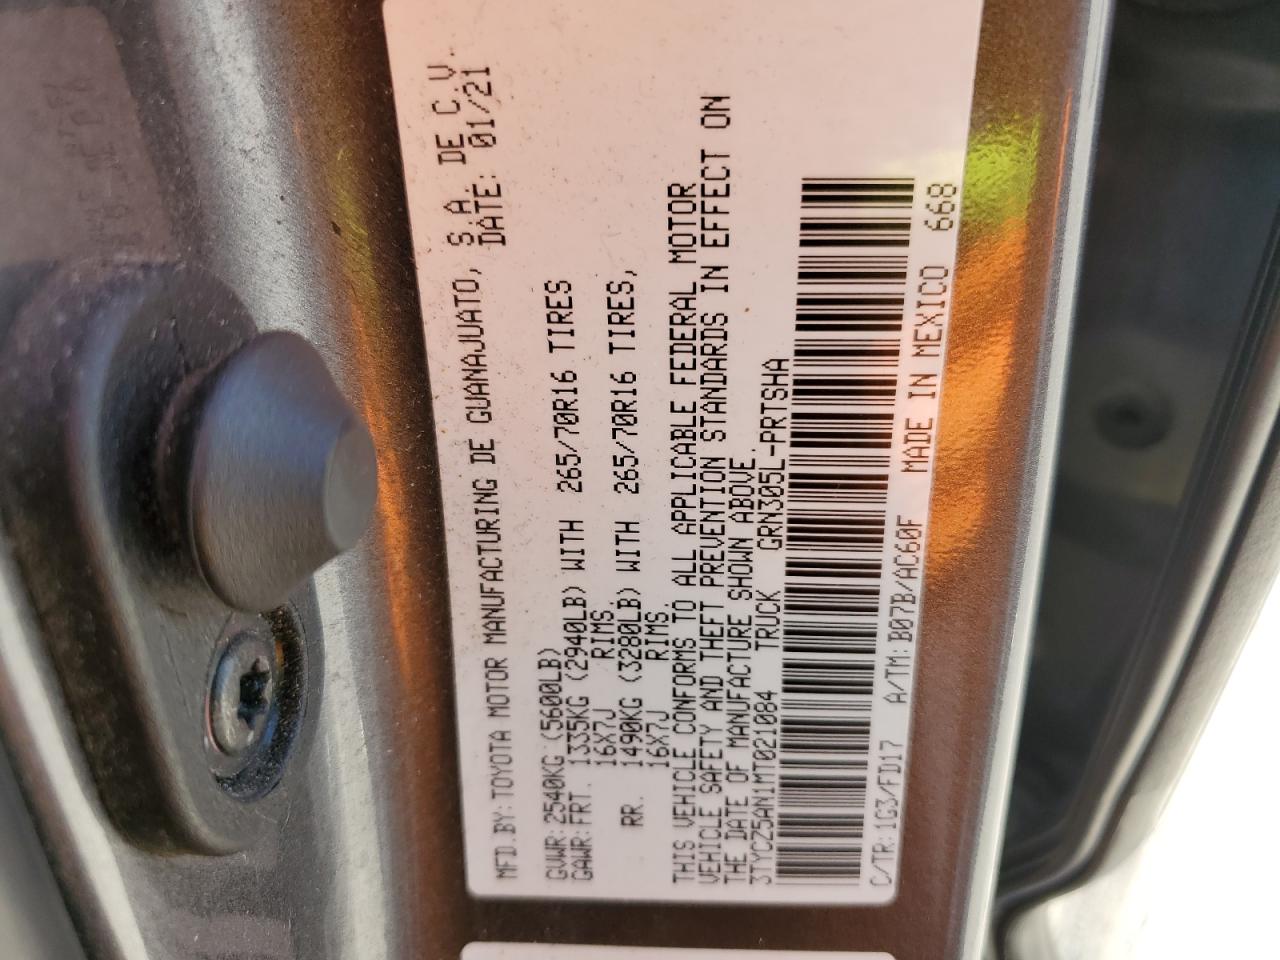 MFD.BY:TOYOTA MOTOR MANUFACTURING DE GUANAJUATO, S.A. DE C.V.
DATE: 01/21
GVWR:2540KG (5600LB)
GAWR:FRT. 1335KG (2940LB) WITH 265/70R16 TIRES
16X7J RIMS,
RR. 1490KG (3280LB) WITH 265/70R16 TIRES,
16X7J RIMS.
THIS VEHICLE CONFORMS TO ALL APPLICABLE FEDERAL MOTOR
VEHICLE SAFETY AND THEFT PREVENTION STANDARDS IN EFFECT ON
THE DATE OF MANUFACTURE SHOWN ABOVE.
3TYCZ5AN1MT021084 TRUCK GRN305L-PRTSHA
C/TR:1G3/FD17 A/TM:B07B/AC60F MADE IN MEXICO 668